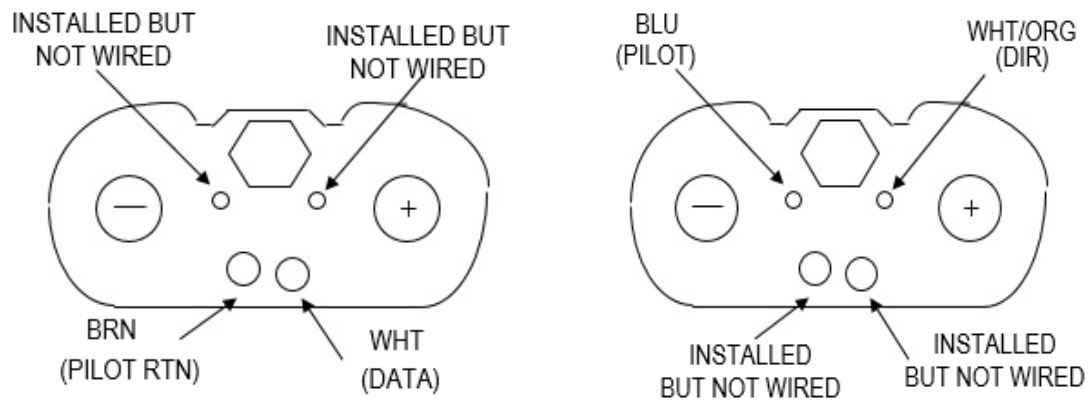 INSTALLED BUT
NOT WIRED
INSTALLED BUT
NOT WIRED
—
+
BRN
(PILOT RTN)
WHT
(DATA)
BLU
(PILOT)
WHT/ORG
(DIR)
—
+
INSTALLED
BUT NOT WIRED
INSTALLED
BUT NOT WIRED